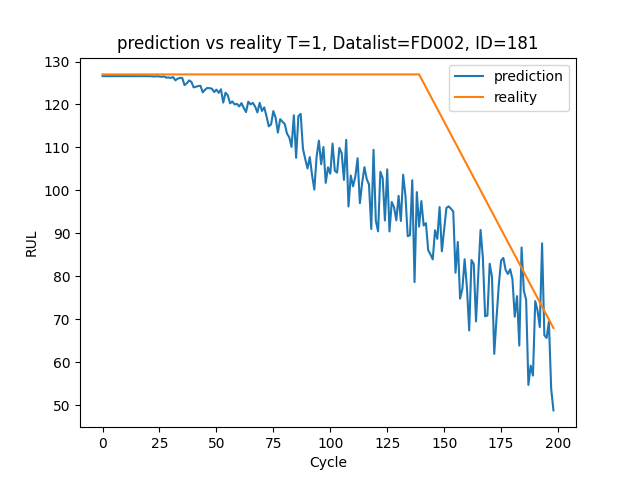 prediction vs reality T=1, Datalist=FD002, ID=181
prediction
reality
RUL
130
120
110
100
90
80
70
60
50
0 25 50 75 100 125 150 175 200
Cycle